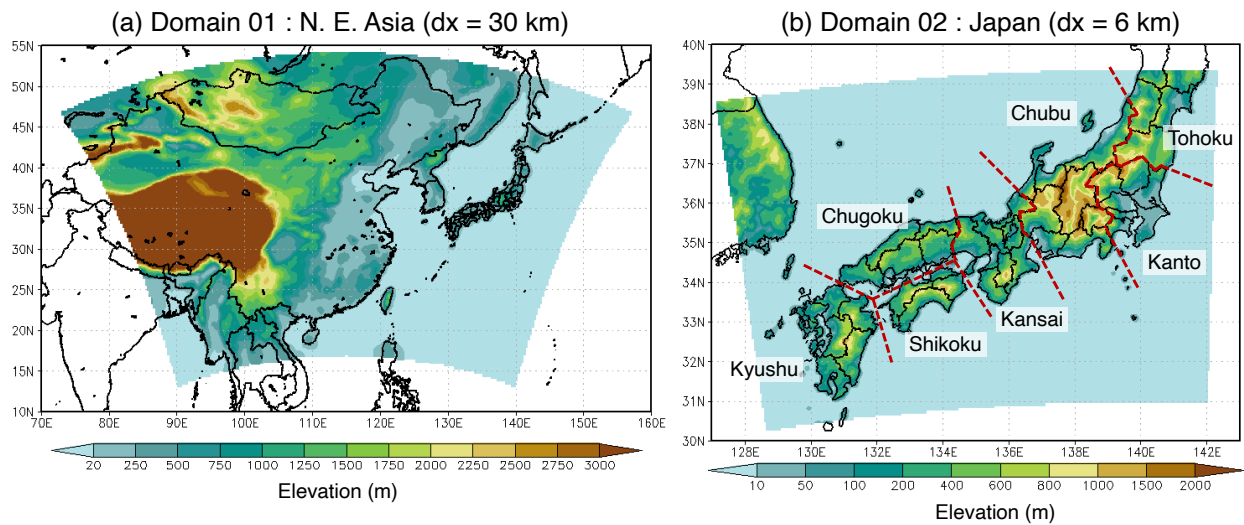 (a) Domain 01 : N. E. Asia (dx = 30 km)
55N
50N
45N
40N
35N
30N
25N
20N
15N
10N
70E 80E 90E 100E 110E 120E 130E 140E 150E 160E
20 250 500 750 1000 1250 1500 1750 2000 2250 2500 2750 3000
Elevation (m)
(b) Domain 02 : Japan (dx = 6 km)
40N
39N
38N
37N
36N
35N
34N
33N
32N
31N
30N
Chubu
Tohoku
Chugoku
Kanto
Kansai
Shikoku
Kyushu
128E 130E 132E 134E 136E 138E 140E 142E
10 50 100 200 400 600 800 1000 1500 2000
Elevation (m)